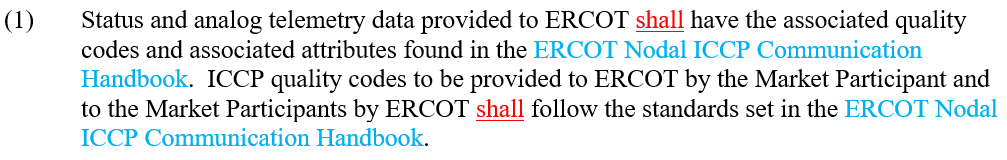 (1) Status and analog telemetry data provided to ERCOT shall have the associated quality
codes and associated attributes found in the ERCOT Nodal ICCP Communication
Handbook. ICCP quality codes to be provided to ERCOT by the Market Participant and
to the Market Participants by ERCOT shall follow the standards set in the ERCOT Nodal
ICCP Communication Handbook.